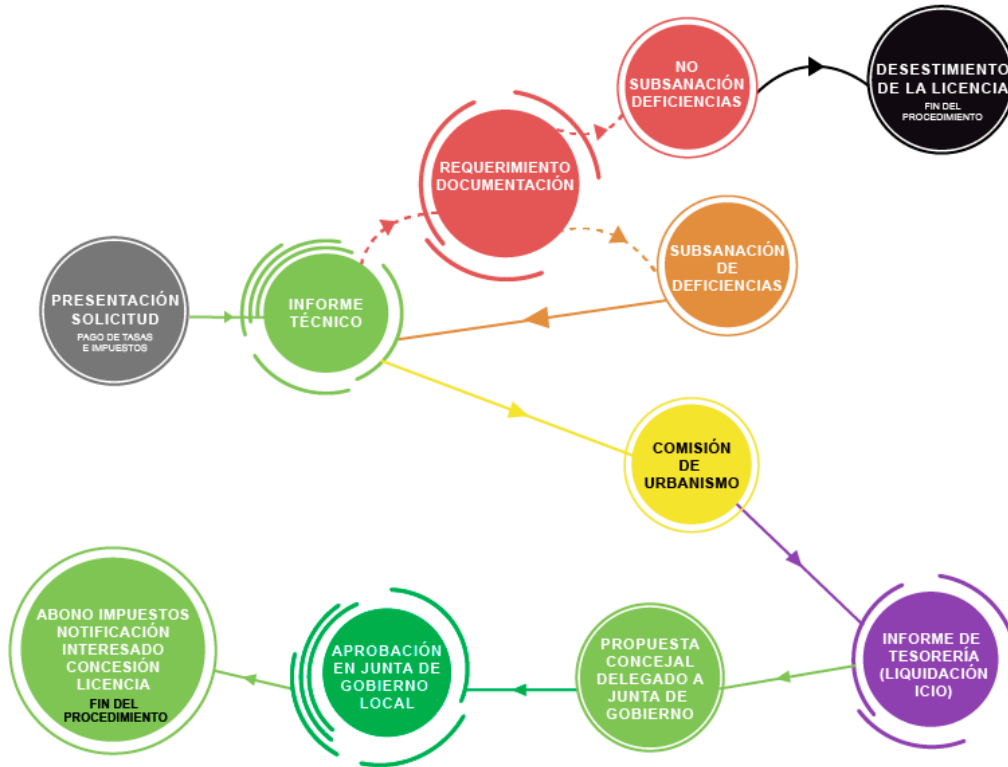 NO
SUBSANACIÓN
DEFICIENCIAS
DESESTIMIENTO
DE LA LICENCIA
FIN DEL
PROCEDIMIENTO
REQUERIMIENTO
DOCUMENTACIÓN
SUBSANACIÓN
DE
DEFICIENCIAS
PRESENTACIÓN
SOLICITUD
PAGO DE TASAS
E IMPUESTOS
INFORME
TÉCNICO
COMISIÓN
DE
URBANISMO
INFORME DE
TESORERÍA
(LIQUIDACIÓN
ICIO)
PROPUESTA
CONCEJAL
DELEGADO A
JUNTA DE
GOBIERNO
APROBACIÓN
EN JUNTA DE
GOBIERNO
LOCAL
ABONO IMPUESTOS
NOTIFICACIÓN
INTERESADO
CONCESIÓN
LICENCIA
FIN DEL
PROCEDIMIENTO